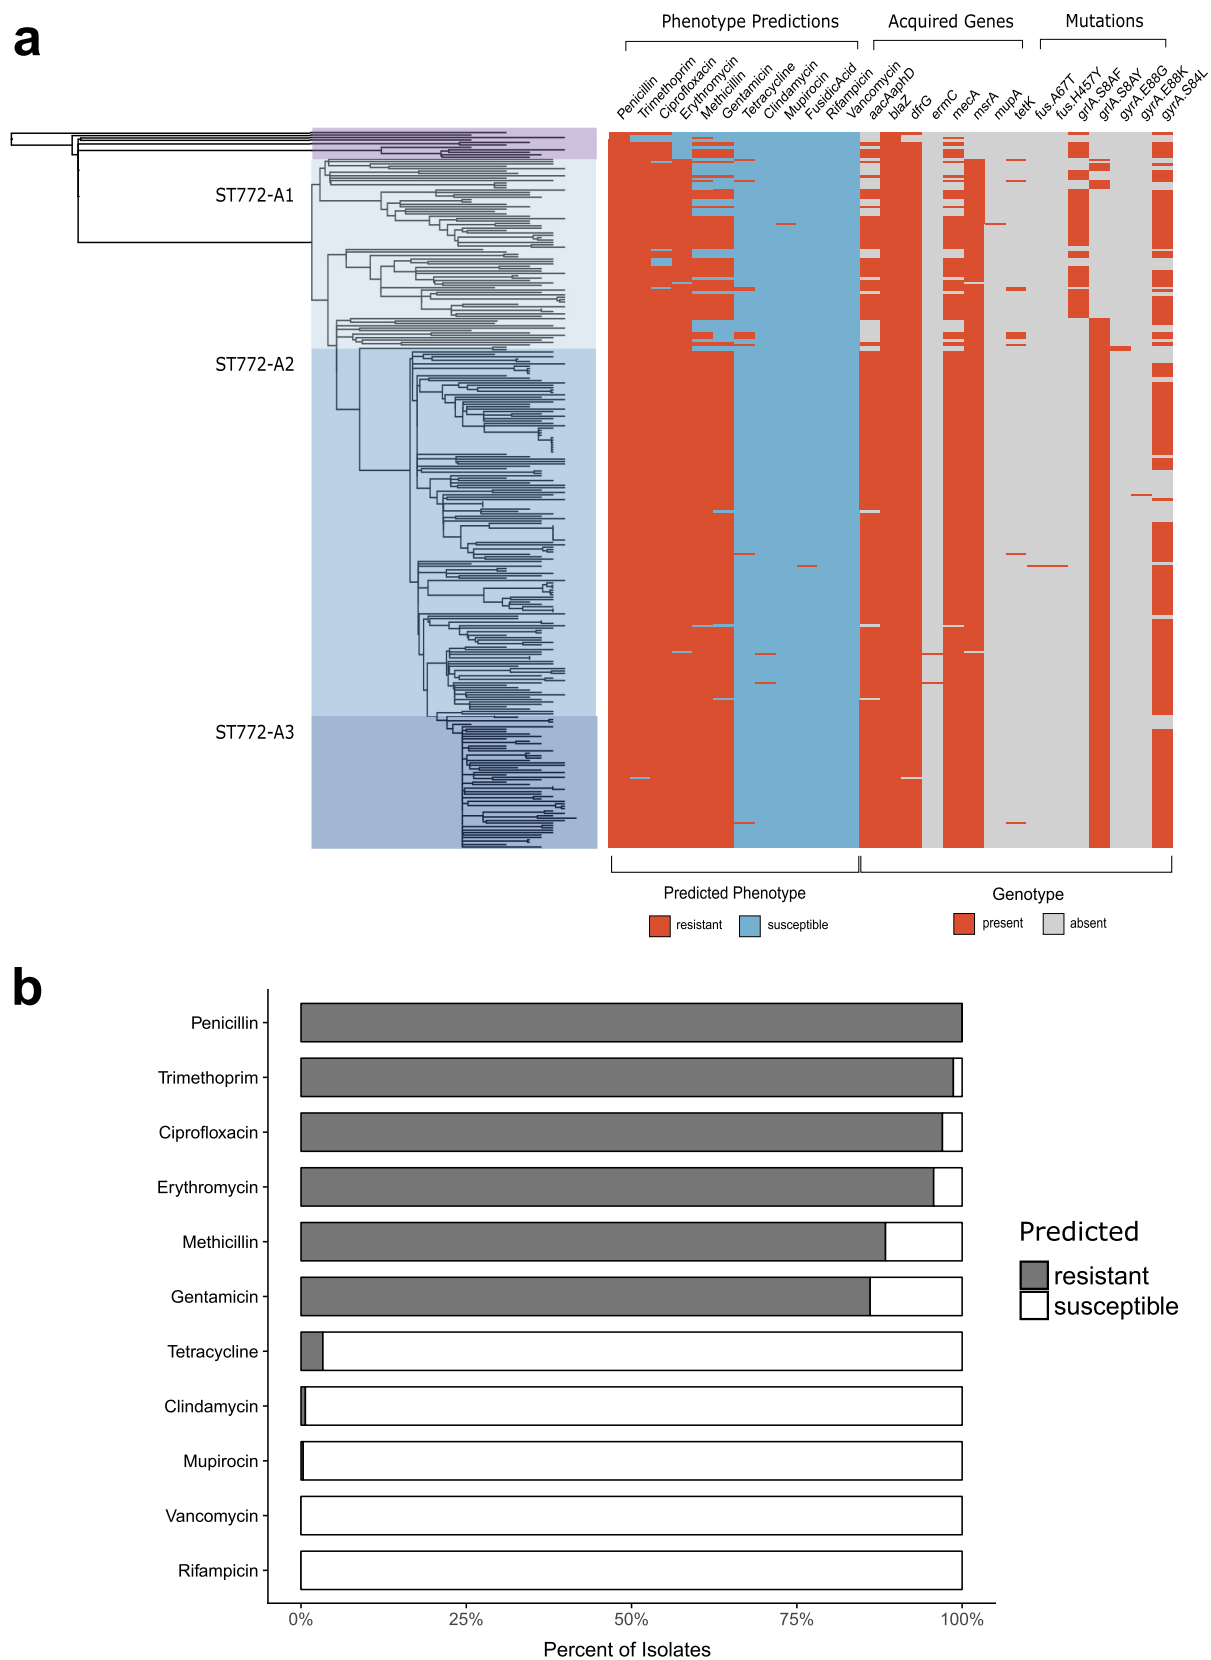 a
Phenotype Predictions
Acquired Genes
Mutations
Penicillin
Trimethoprim
Ciprofloxacin
Erythromycin
Methicillin
Gentamicin
Tetracycline
Clindamycin
Mupirocin
FusidicAcid
Rifampicin
Vancomycin
aacAaphD
blaZ
dfrG
ermC
mecA
msrA
mupA
tetK
fus.A67T
fus.H457Y
grlA.S8AF
grlA.S8AY
gyrA.E88G
gyrA.E88K
gyrA.S84L
ST772-A1
ST772-A2
ST772-A3
Predicted Phenotype
resistant
susceptible
Genotype
present
absent
b
Penicillin
Trimethoprim
Ciprofloxacin
Erythromycin
Methicillin
Gentamicin
Tetracycline
Clindamycin
Mupirocin
Vancomycin
Rifampicin
0%
25%
50%
75%
100%
Percent of Isolates
Predicted
resistant
susceptible